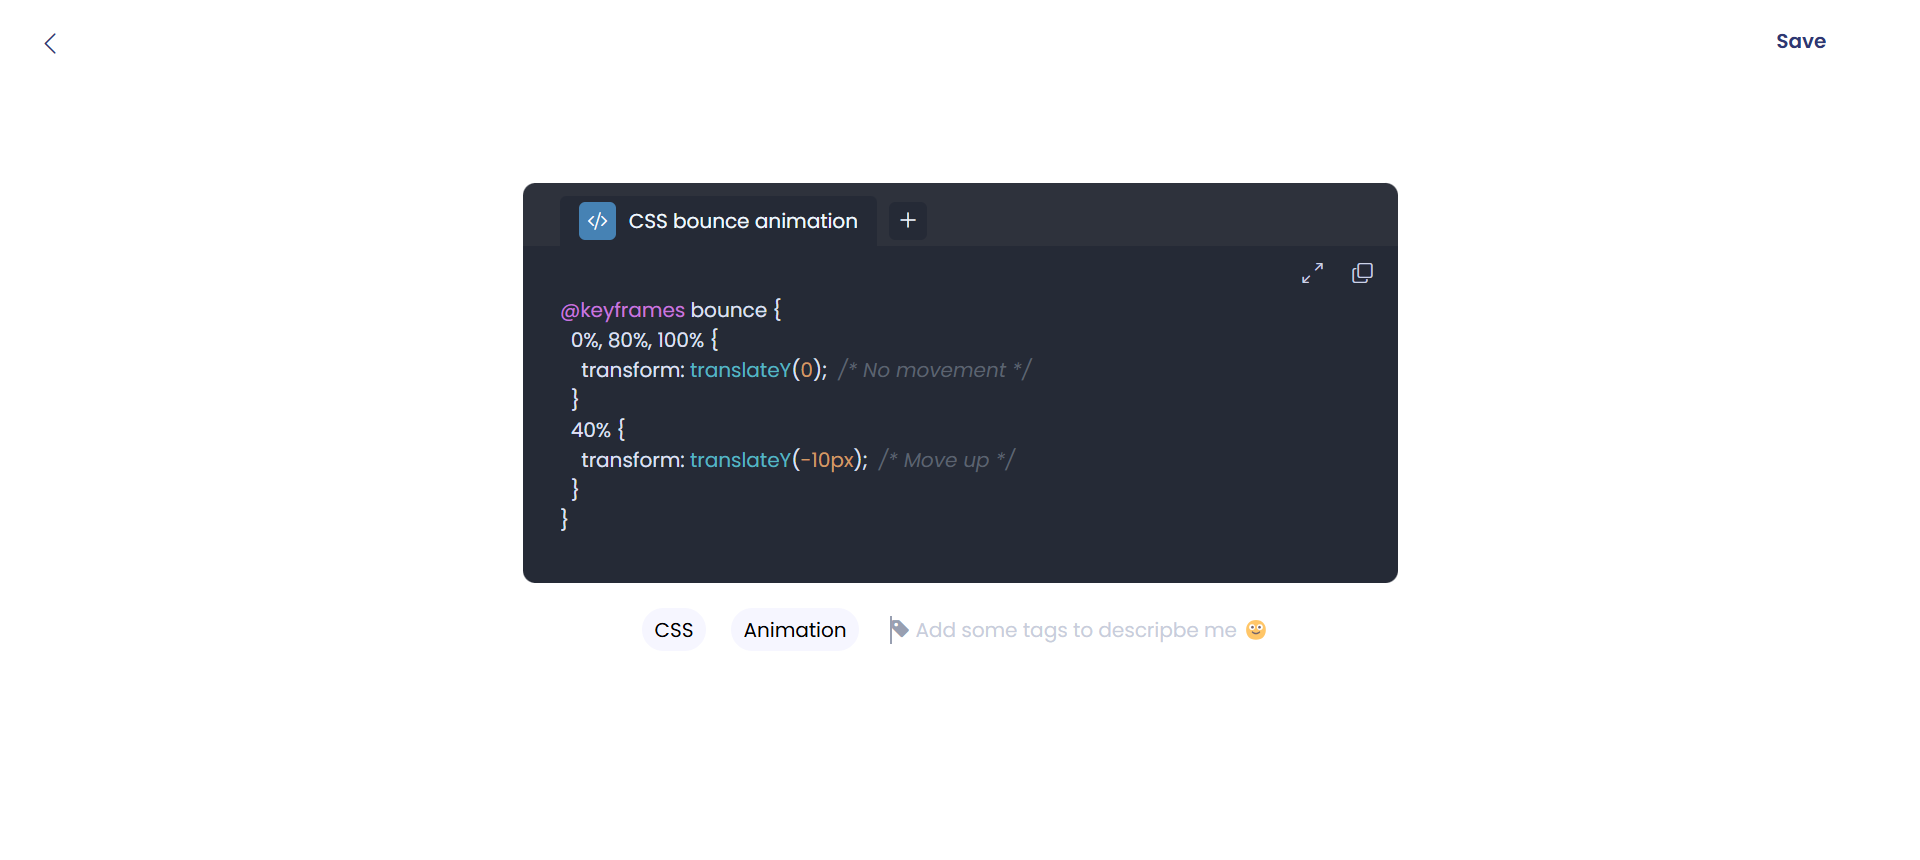 Save
CSS bounce animation
@keyframes bounce {
  0%, 80%, 100% {
    transform: translateY(0);  /* No movement */
  }
  40% {
    transform: translateY(-10px);  /* Move up */
  }
}
CSS Animation Add some tags to descripbe me